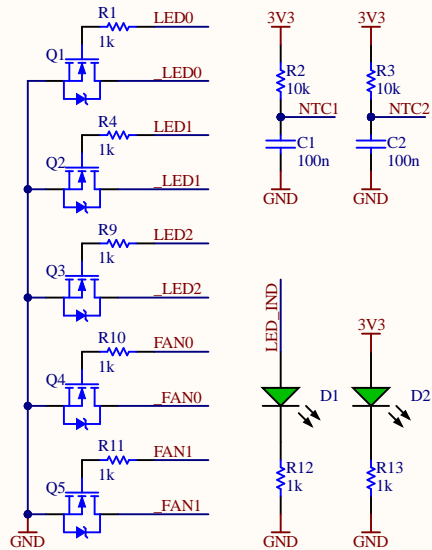 R1
LED0
1k
Q1
_LED0
R4
LED1
1k
Q2
_LED1
R9
LED2
1k
Q3
_LED2
R10
FAN0
1k
Q4
_FAN0
R11
FAN1
1k
Q5
_FAN1
GND
3V3
R2
10k
NTC1
C1
100n
GND
3V3
R3
10k
NTC2
C2
100n
GND
LED_IND
D1
R12
1k
GND
3V3
D2
R13
1k
GND